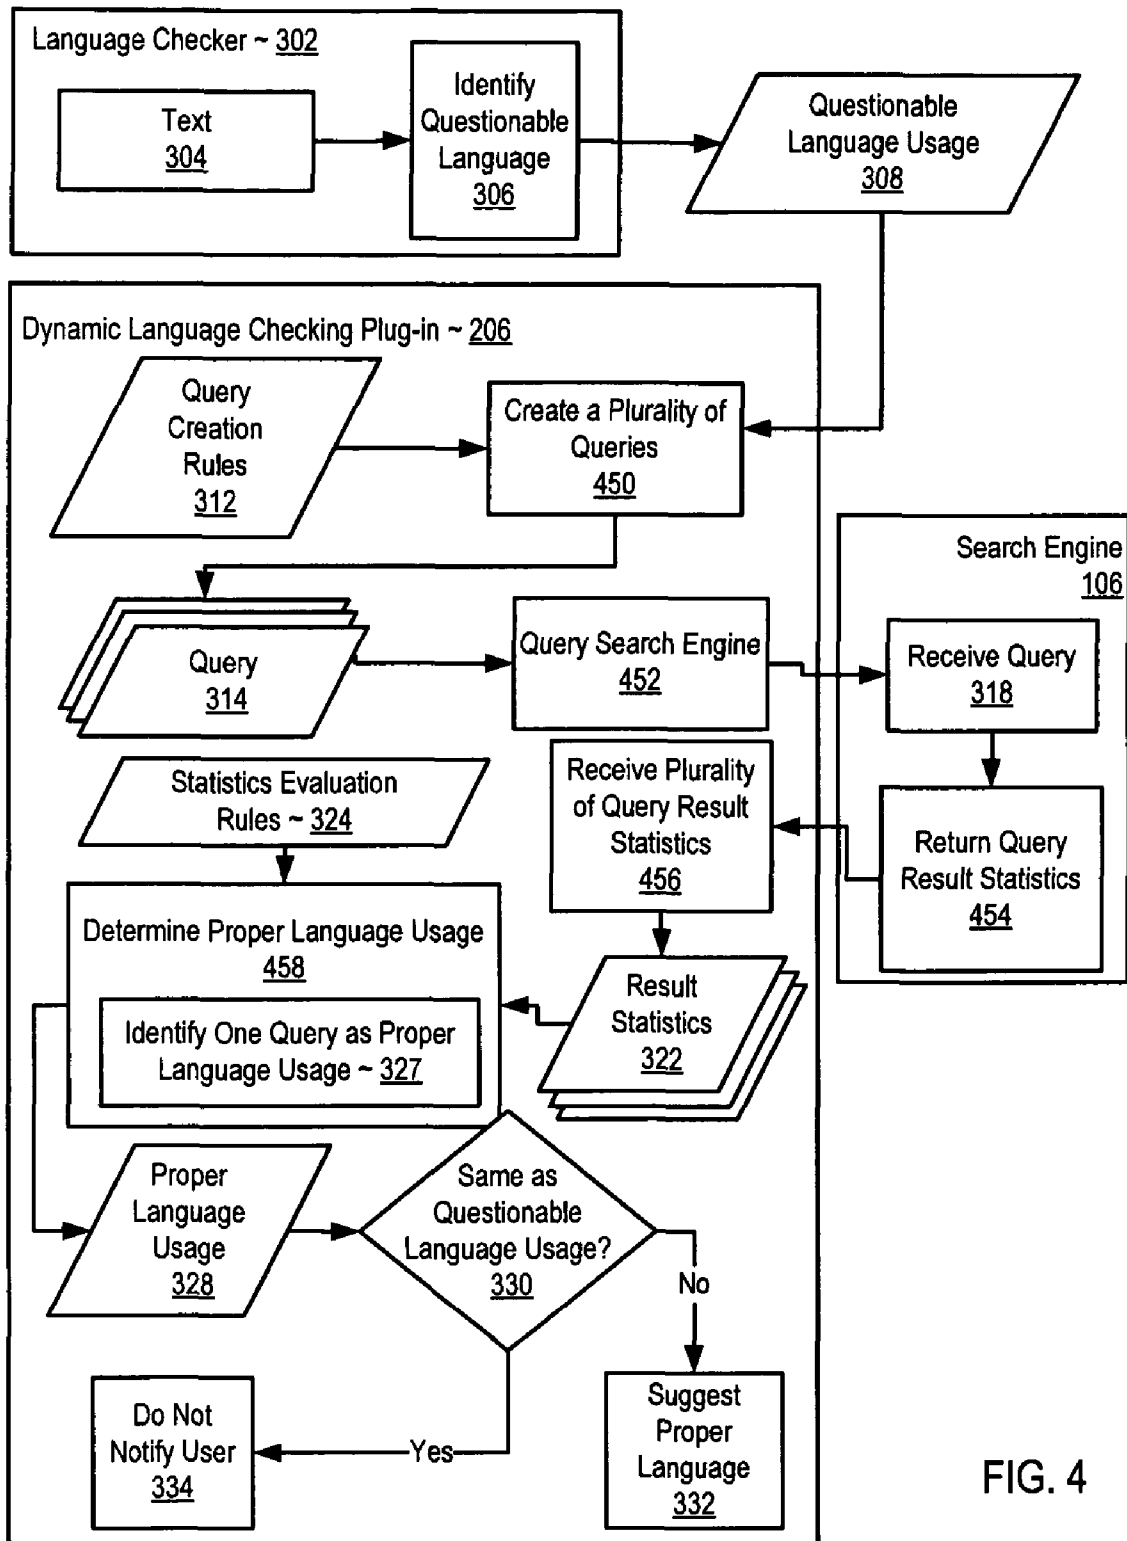 Language Checker ~ 302
Text
304
Identify
Questionable
Language
306
Questionable
Language Usage
308
Dynamic Language Checking Plug-in ~ 206
Query
Creation
Rules
312
Create a Plurality of
Queries
450
Search Engine
106
Query
314
Query Search Engine
452
Receive Query
318
Statistics Evaluation
Rules ~ 324
Receive Plurality
of Query Result
Statistics
456
Return Query
Result Statistics
454
Determine Proper Language Usage
458
Identify One Query as Proper
Language Usage ~ 327
Result
Statistics
322
Proper
Language
Usage
328
Same as
Questionable
Language Usage?
330
No
Yes
Do Not
Notify User
334
Suggest
Proper
Language
332
FIG. 4